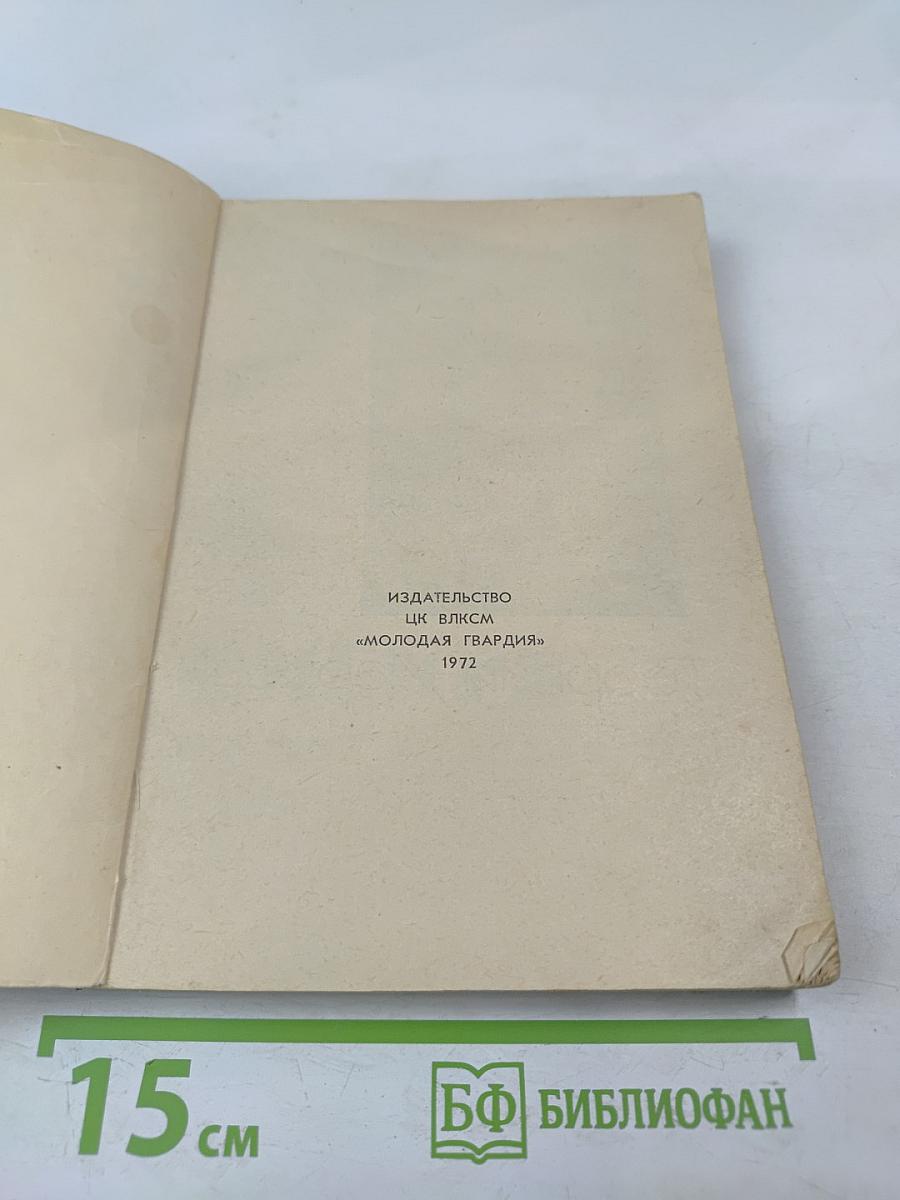 ИЗДАТЕЛЬСТВО
ЦК ВЛКСМ
«МОЛОДАЯ ГВАРДИЯ»
1972
15 см
БФ БИБЛИОФАН